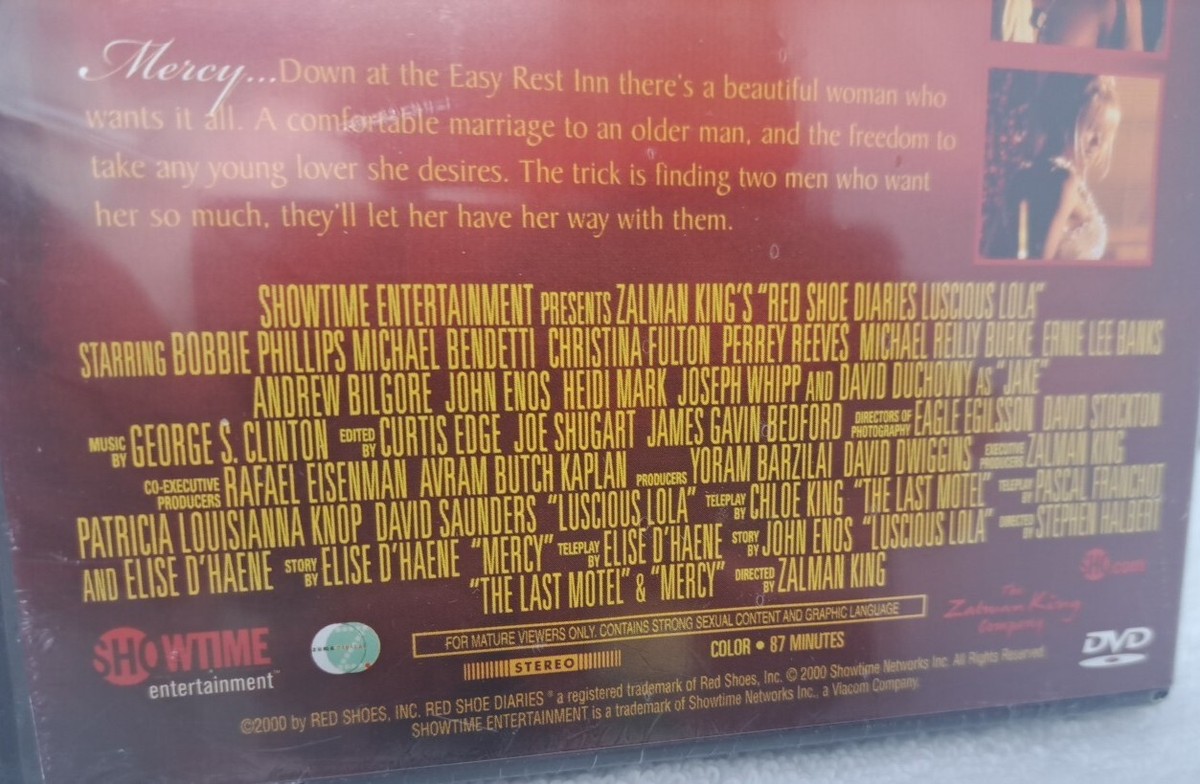 Mercy...Down at the Easy Rest Inn there's a beautiful woman who
wants it all. A comfortable marriage to an older man, and the freedom to
take any young lover she desires. The trick is finding two men who want
her so much, they'll let her have her way with them.
SHOWTIME ENTERTAINMENT PRESENTS ZALMAN KING'S "RED SHOE DIARIES LUSCIOUS LOLA"
STARRING BOBBIE PHILLIPS MICHAEL BENDETTI CHRISTINA FULTON PERREY REEVES MICHAEL REILLY BURKE ERNIE LEE BANKS
ANDREW BILGORE JOHN ENOS HEIDI MARK JOSEPH WHIPP AND DAVID DUCHOVNY AS "JAKE"
MUSIC BY GEORGE S. CLINTON EDITED BY CURTIS EDGE JOE SHUGART JAMES GAVIN BEDFORD DIRECTORS OF PHOTOGRAPHY EAGLE EGILSSON DAVID STOCKTON
CO-EXECUTIVE PRODUCERS RAFAEL EISENMAN AVRAM BUTCH KAPLAN PRODUCERS YORAM BARZILAI DAVID DWIGGINS EXECUTIVE PRODUCERS ZALMAN KING
PATRICIA LOUISIANNA KNOP DAVID SAUNDERS "LUSCIOUS LOLA" TELEPLAY BY CHLOE KING "THE LAST MOTEL" TELEPLAY BY PASCAL FRANCHOT
AND ELISE D'HAENE STORY BY ELISE D'HAENE "MERCY" TELEPLAY BY ELISE D'HAENE STORY BY JOHN ENOS "LUSCIOUS LOLA" DIRECTED BY STEPHEN HALBERT
"THE LAST MOTEL" & "MERCY" DIRECTED BY ZALMAN KING
SHO.com
The
Zalman King
Company
FOR MATURE VIEWERS ONLY. CONTAINS STRONG SEXUAL CONTENT AND GRAPHIC LANGUAGE
SHOWTIME
entertainment™
STEREO
COLOR • 87 MINUTES
DVD
©2000 by RED SHOES, INC. RED SHOE DIARIES® a registered trademark of Red Shoes, Inc. © 2000 Showtime Networks Inc. All Rights Reserved.
SHOWTIME ENTERTAINMENT is a trademark of Showtime Networks Inc., a Viacom Company.